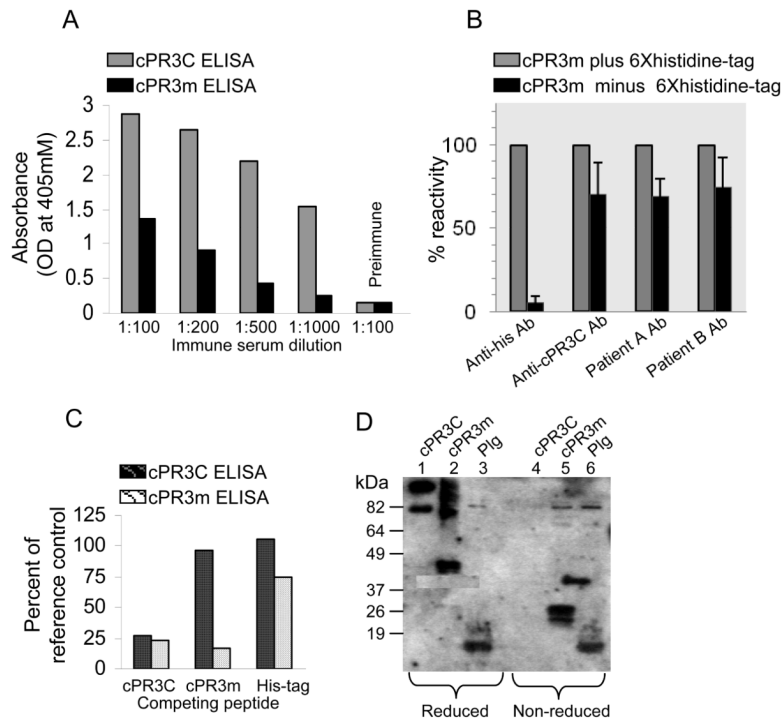 A
cPR3C ELISA
cPR3m ELISA
Absorbance
(OD at 405mM)
3
2.5
2
1.5
1
0.5
0
Preimmune
1:100 1:200 1:500 1:1000 1:100
Immune serum dilution
B
cPR3m plus 6Xhistidine-tag
cPR3m minus 6Xhistidine-tag
% reactivity
100
50
0
Anti-his Ab
Anti-cPR3C Ab
Patient A Ab
Patient B Ab
C
cPR3C ELISA
cPR3m ELISA
Percent of
reference control
125
100
75
50
25
0
cPR3C cPR3m His-tag
Competing peptide
D
cPR3C cPR3m Plg cPR3C cPR3m Plg
1 2 3 4 5 6
kDa
82
64
49
37
26
19
Reduced Non-reduced